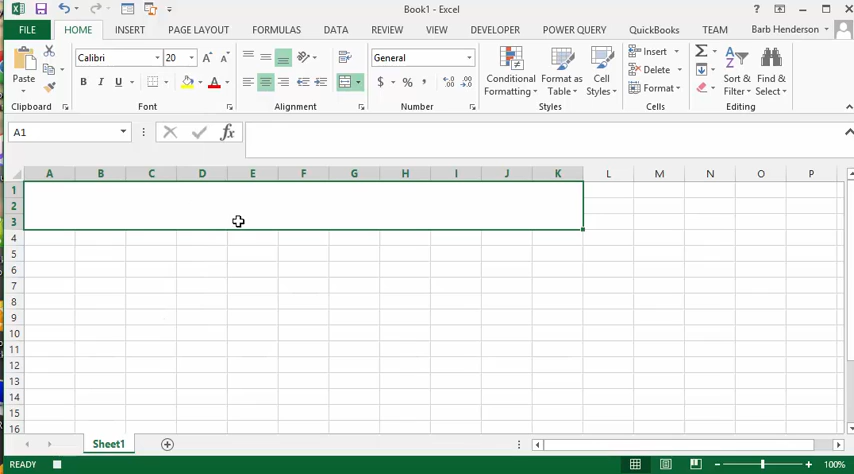 Book1 - Excel
?
FILE HOME INSERT PAGE LAYOUT FORMULAS DATA REVIEW VIEW DEVELOPER POWER QUERY QuickBooks TEAM Barb Henderson
Paste
Clipboard
Calibri 20
B I U
Font
Alignment
General
$ % ,
Number
Conditional Formatting
Format as Table
Cell Styles
Styles
Insert
Delete
Format
Cells
Sort & Filter
Find & Select
Editing
A1
fx
A B C D E F G H I J K L M N O P
1
2
3
4
5
6
7
8
9
10
11
12
13
14
15
16
Sheet1
READY
100%